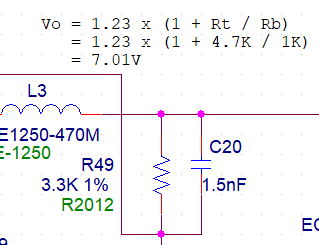 Vo = 1.23 x (1 + Rt / Rb)
= 1.23 x (1 + 4.7K / 1K)
= 7.01V
L3
E1250-470M
E-1250
R49
3.3K 1%
R2012
C20
1.5nF
EC